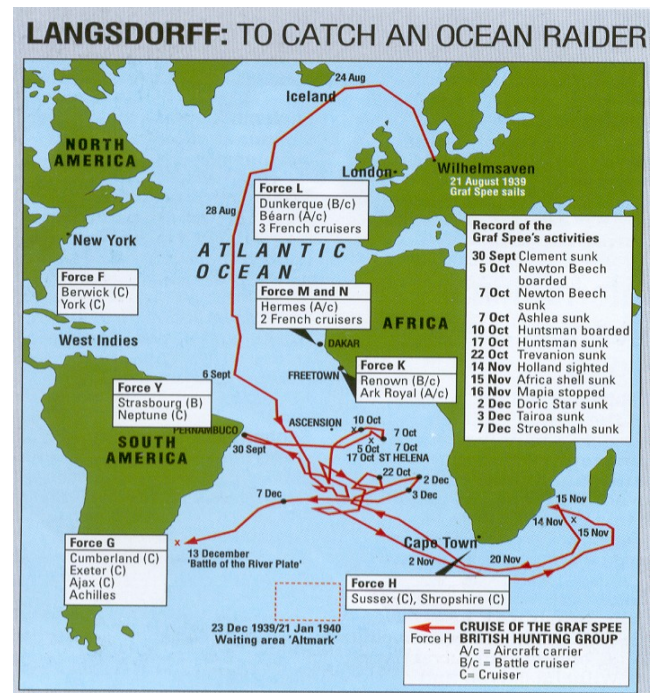 LANGSDORFF: TO CATCH AN OCEAN RAIDER
24 Aug
Iceland
NORTH
AMERICA
London
Wilhelmsaven
21 August 1939
Graf Spee sails
Force L
Dunkerque (B/c)
Béarn (A/c)
3 French cruisers
28 Aug
New York
ATLANTIC
OCEAN
Record of the
Graf Spee's activities
30 Sept Clement sunk
5 Oct Newton Beech
boarded
7 Oct Newton Beech
sunk
7 Oct Ashlea sunk
10 Oct Huntsman boarded
17 Oct Huntsman sunk
22 Oct Trevanion sunk
14 Nov Holland sighted
15 Nov Africa shell sunk
16 Nov Mapia stopped
2 Dec Doric Star sunk
3 Dec Tairoa sunk
7 Dec Streonshalh sunk
Force F
Berwick (C)
York (C)
Force M and N
Hermes (A/c)
2 French cruisers
AFRICA
West Indies
DAKAR
Force K
Renown (B/c)
Ark Royal (A/c)
FREETOWN
6 Sept
Force Y
Strasbourg (B)
Neptune (C)
PERNAMBUCO
ASCENSION
10 Oct
7 Oct
5 Oct
7 Oct
17 Oct
ST HELENA
30 Sept
SOUTH
AMERICA
22 Oct
2 Dec
3 Dec
7 Dec
15 Nov
14 Nov
x
15 Nov
Cape Town
2 Nov
20 Nov
Force G
Cumberland (C)
Exeter (C)
Ajax (C)
Achilles
x
13 December
'Battle of the River Plate'
Force H
Sussex (C), Shropshire (C)
23 Dec 1939/21 Jan 1940
Waiting area 'Altmark'
CRUISE OF THE GRAF SPEE
Force H BRITISH HUNTING GROUP
A/c = Aircraft carrier
B/c = Battle cruiser
C= Cruiser